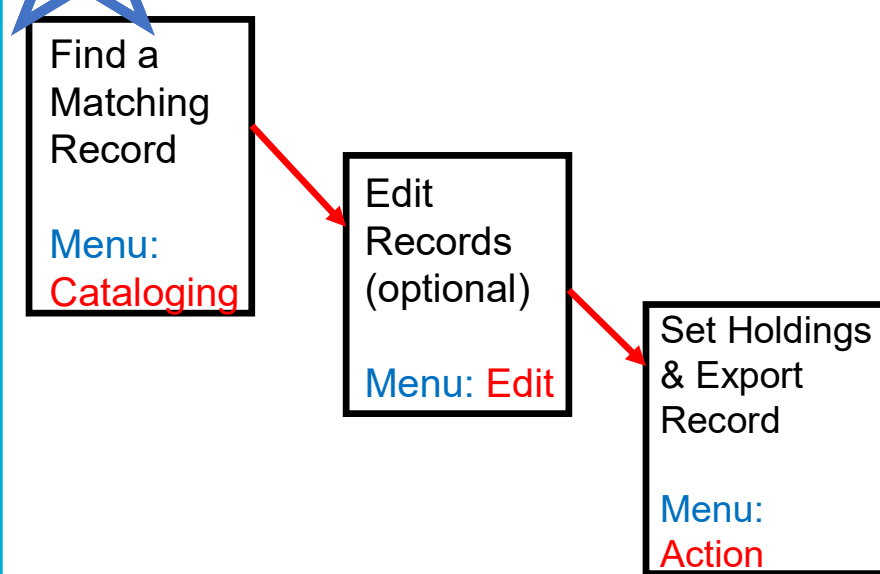 Find a
Matching
Record
Menu:
Cataloging
Edit
Records
(optional)
Menu: Edit
Set Holdings
& Export
Record
Menu:
Action